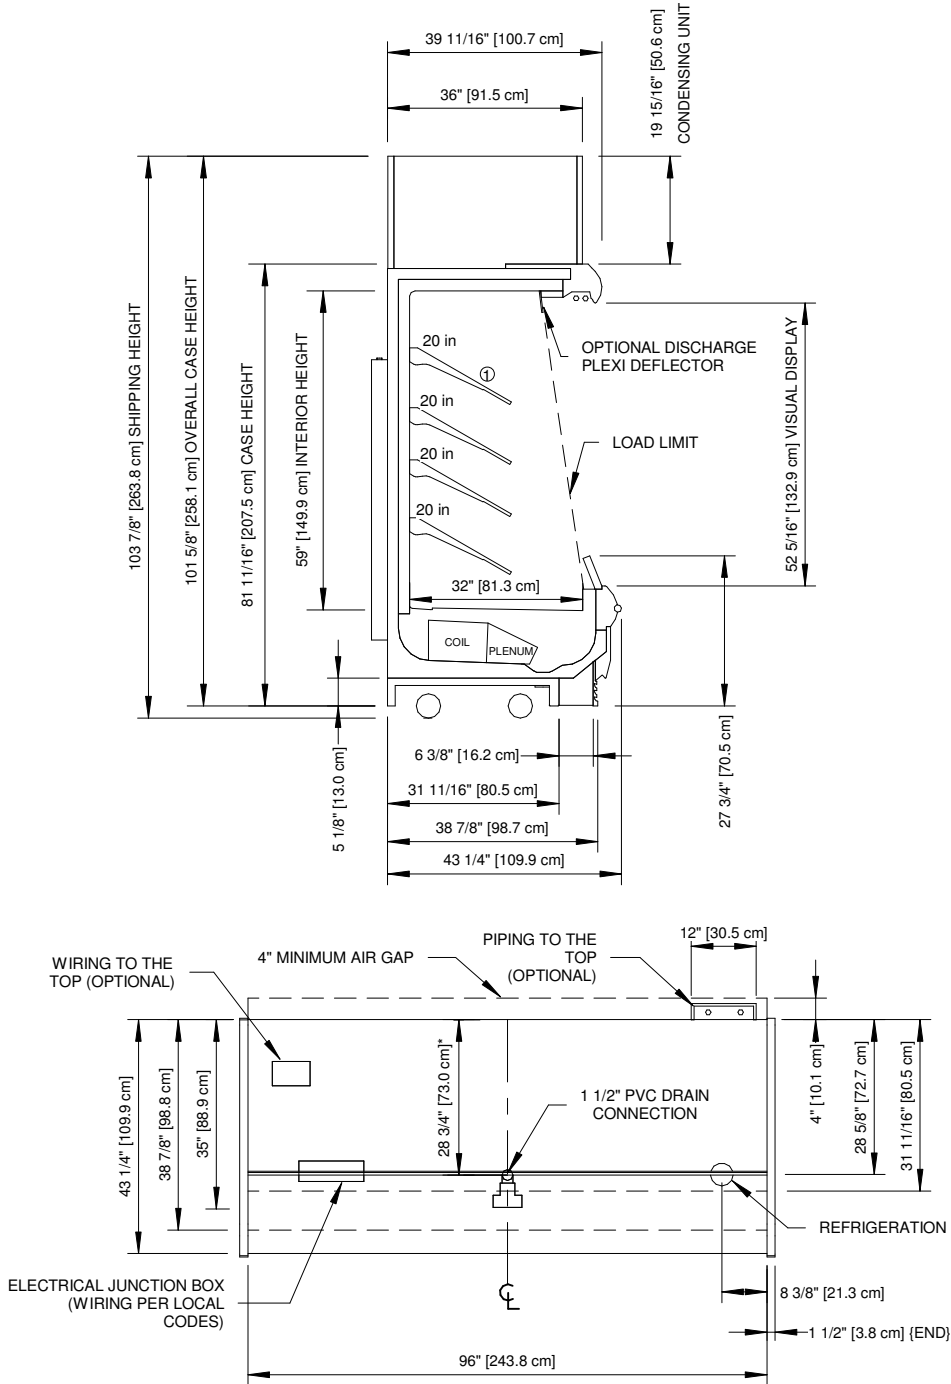 39 11/16" [100.7 cm]
36" [91.5 cm]
19 15/16" [50.6 cm]
CONDENSING UNIT
103 7/8" [263.8 cm] SHIPPING HEIGHT
101 5/8" [258.1 cm] OVERALL CASE HEIGHT
81 11/16" [207.5 cm] CASE HEIGHT
59" [149.9 cm] INTERIOR HEIGHT
20 in
1
20 in
20 in
20 in
OPTIONAL DISCHARGE
PLEXI DEFLECTOR
LOAD LIMIT
52 5/16" [132.9 cm] VISUAL DISPLAY
32" [81.3 cm]
COIL
PLENUM
5 1/8" [13.0 cm]
6 3/8" [16.2 cm]
31 11/16" [80.5 cm]
38 7/8" [98.7 cm]
43 1/4" [109.9 cm]
27 3/4" [70.5 cm]
WIRING TO THE
TOP (OPTIONAL)
4" MINIMUM AIR GAP
PIPING TO THE
TOP
(OPTIONAL)
12" [30.5 cm]
43 1/4" [109.9 cm]
38 7/8" [98.8 cm]
35" [88.9 cm]
28 3/4" [73.0 cm]*
1 1/2" PVC DRAIN
CONNECTION
4" [10.1 cm]
28 5/8" [72.7 cm]
31 11/16" [80.5 cm]
REFRIGERATION
ELECTRICAL JUNCTION BOX
(WIRING PER LOCAL
CODES)
CL
8 3/8" [21.3 cm]
1 1/2" [3.8 cm] {END}
96" [243.8 cm]